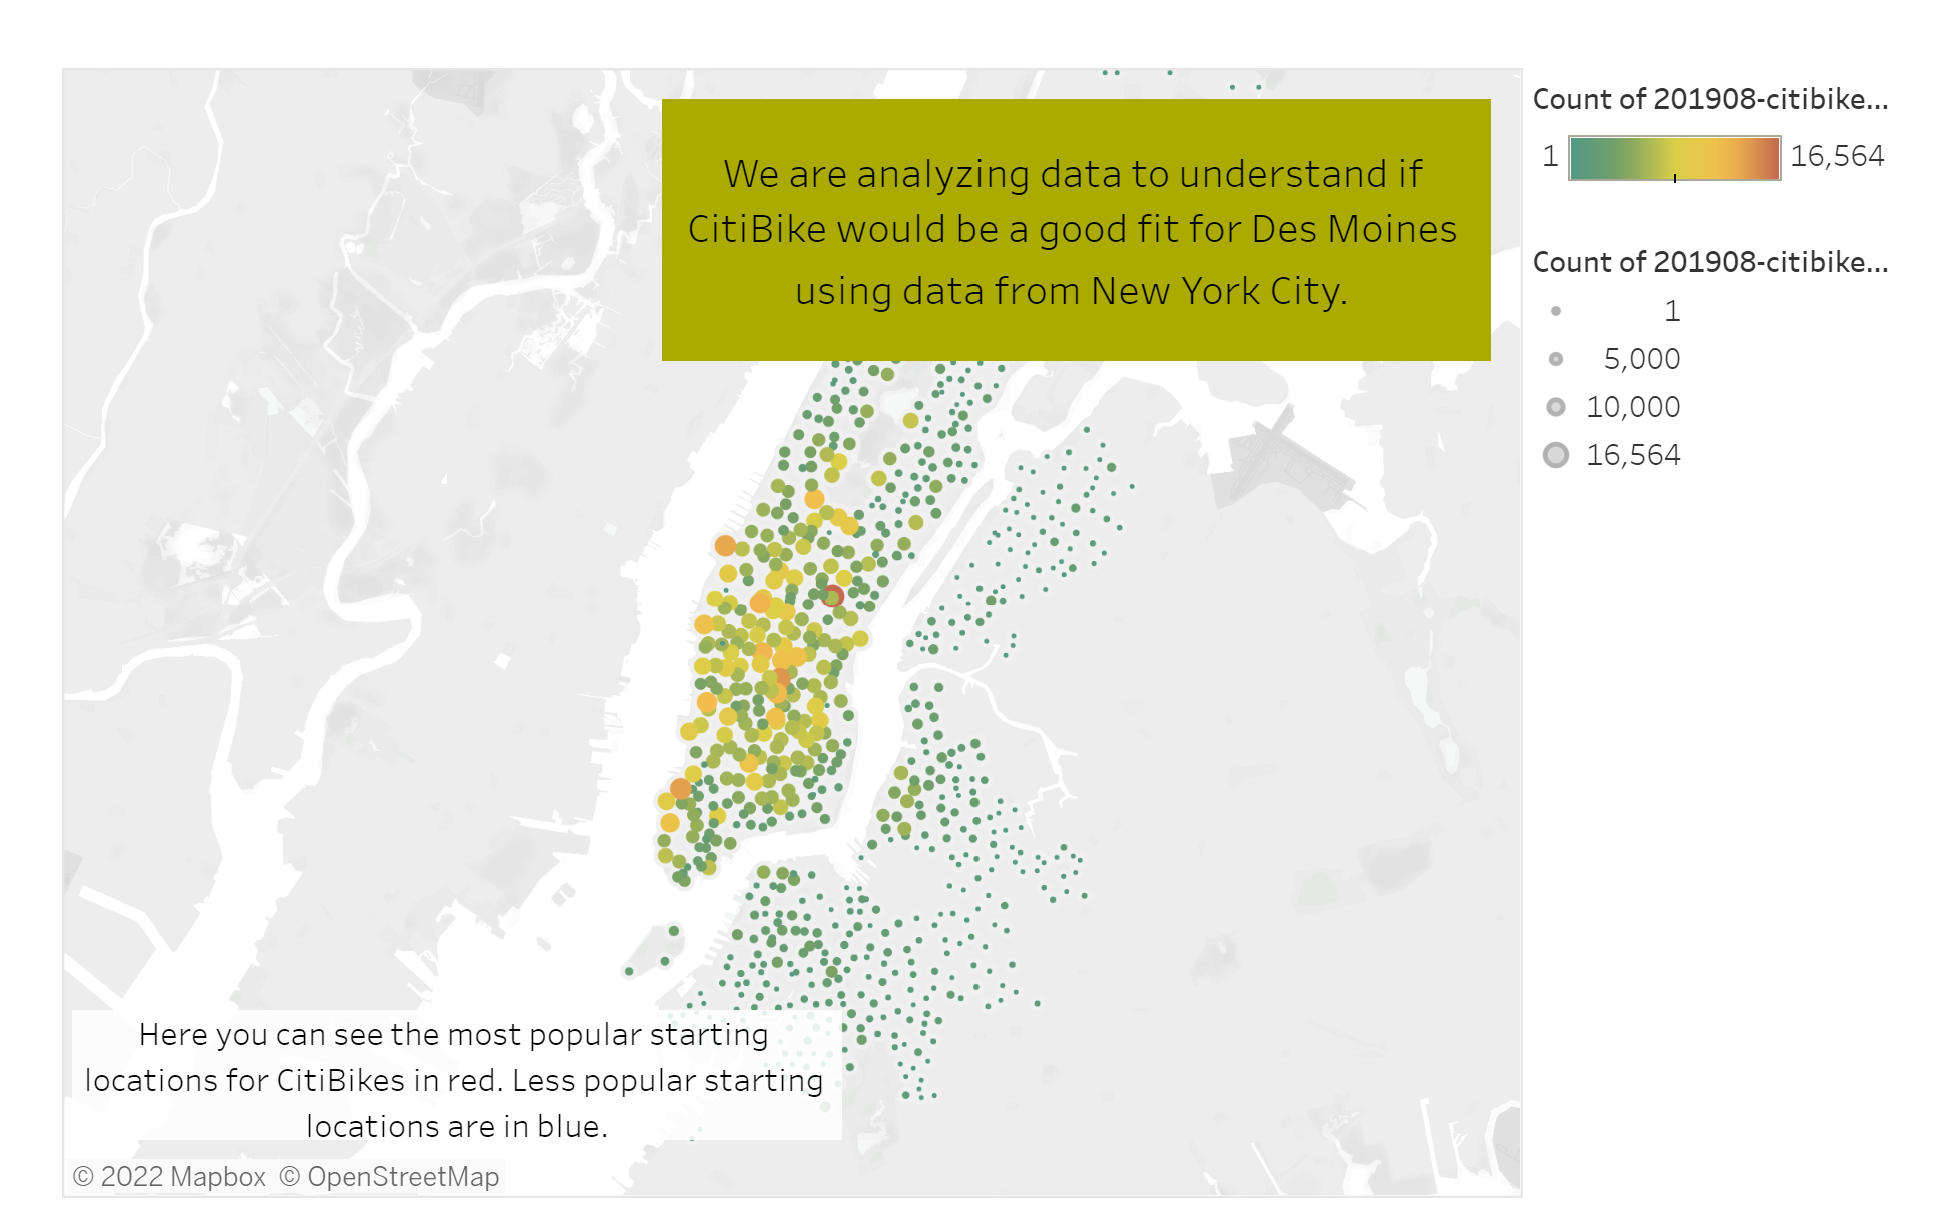 We are analyzing data to understand if
CitiBike would be a good fit for Des Moines
using data from New York City.
Count of 201908-citibike...
1
16,564
Count of 201908-citibike...
1
5,000
10,000
16,564
Here you can see the most popular starting
locations for CitiBikes in red. Less popular starting
locations are in blue.
© 2022 Mapbox © OpenStreetMap